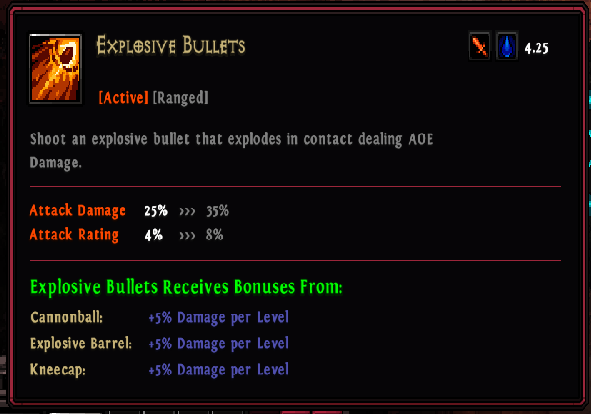 Explosive Bullets
4.25
[Active] [Ranged]
Shoot an explosive bullet that explodes in contact dealing AOE
Damage.
Attack Damage 25% >>> 35%
Attack Rating 4% >>> 8%
Explosive Bullets Receives Bonuses From:
Cannonball: +5% Damage per Level
Explosive Barrel: +5% Damage per Level
Kneecap: +5% Damage per Level